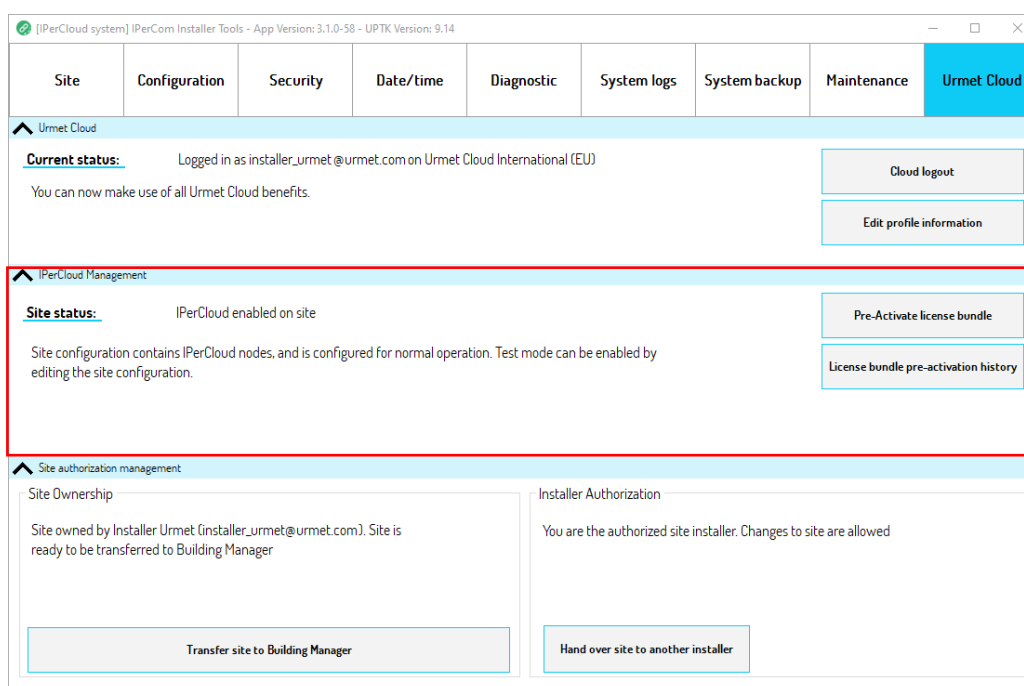 [IPerCloud system] IPerCom Installer Tools - App Version: 3.1.0-58 - UPTK Version: 9.14
Site
Configuration
Security
Date/time
Diagnostic
System logs
System backup
Maintenance
Urmet Cloud
Urmet Cloud
Current status:
Logged in as installer_urmet @urmet.com on Urmet Cloud International (EU)
You can now make use of all Urmet Cloud benefits.
Cloud logout
Edit profile information
IPerCloud Management
Site status:
IPerCloud enabled on site
Site configuration contains IPerCloud nodes, and is configured for normal operation. Test mode can be enabled by
editing the site configuration.
Pre-Activate license bundle
License bundle pre-activation history
Site authorization management
Site Ownership
Site owned by Installer Urmet (installer_urmet@urmet.com). Site is
ready to be transferred to Building Manager
Transfer site to Building Manager
Installer Authorization
You are the authorized site installer. Changes to site are allowed
Hand over site to another installer